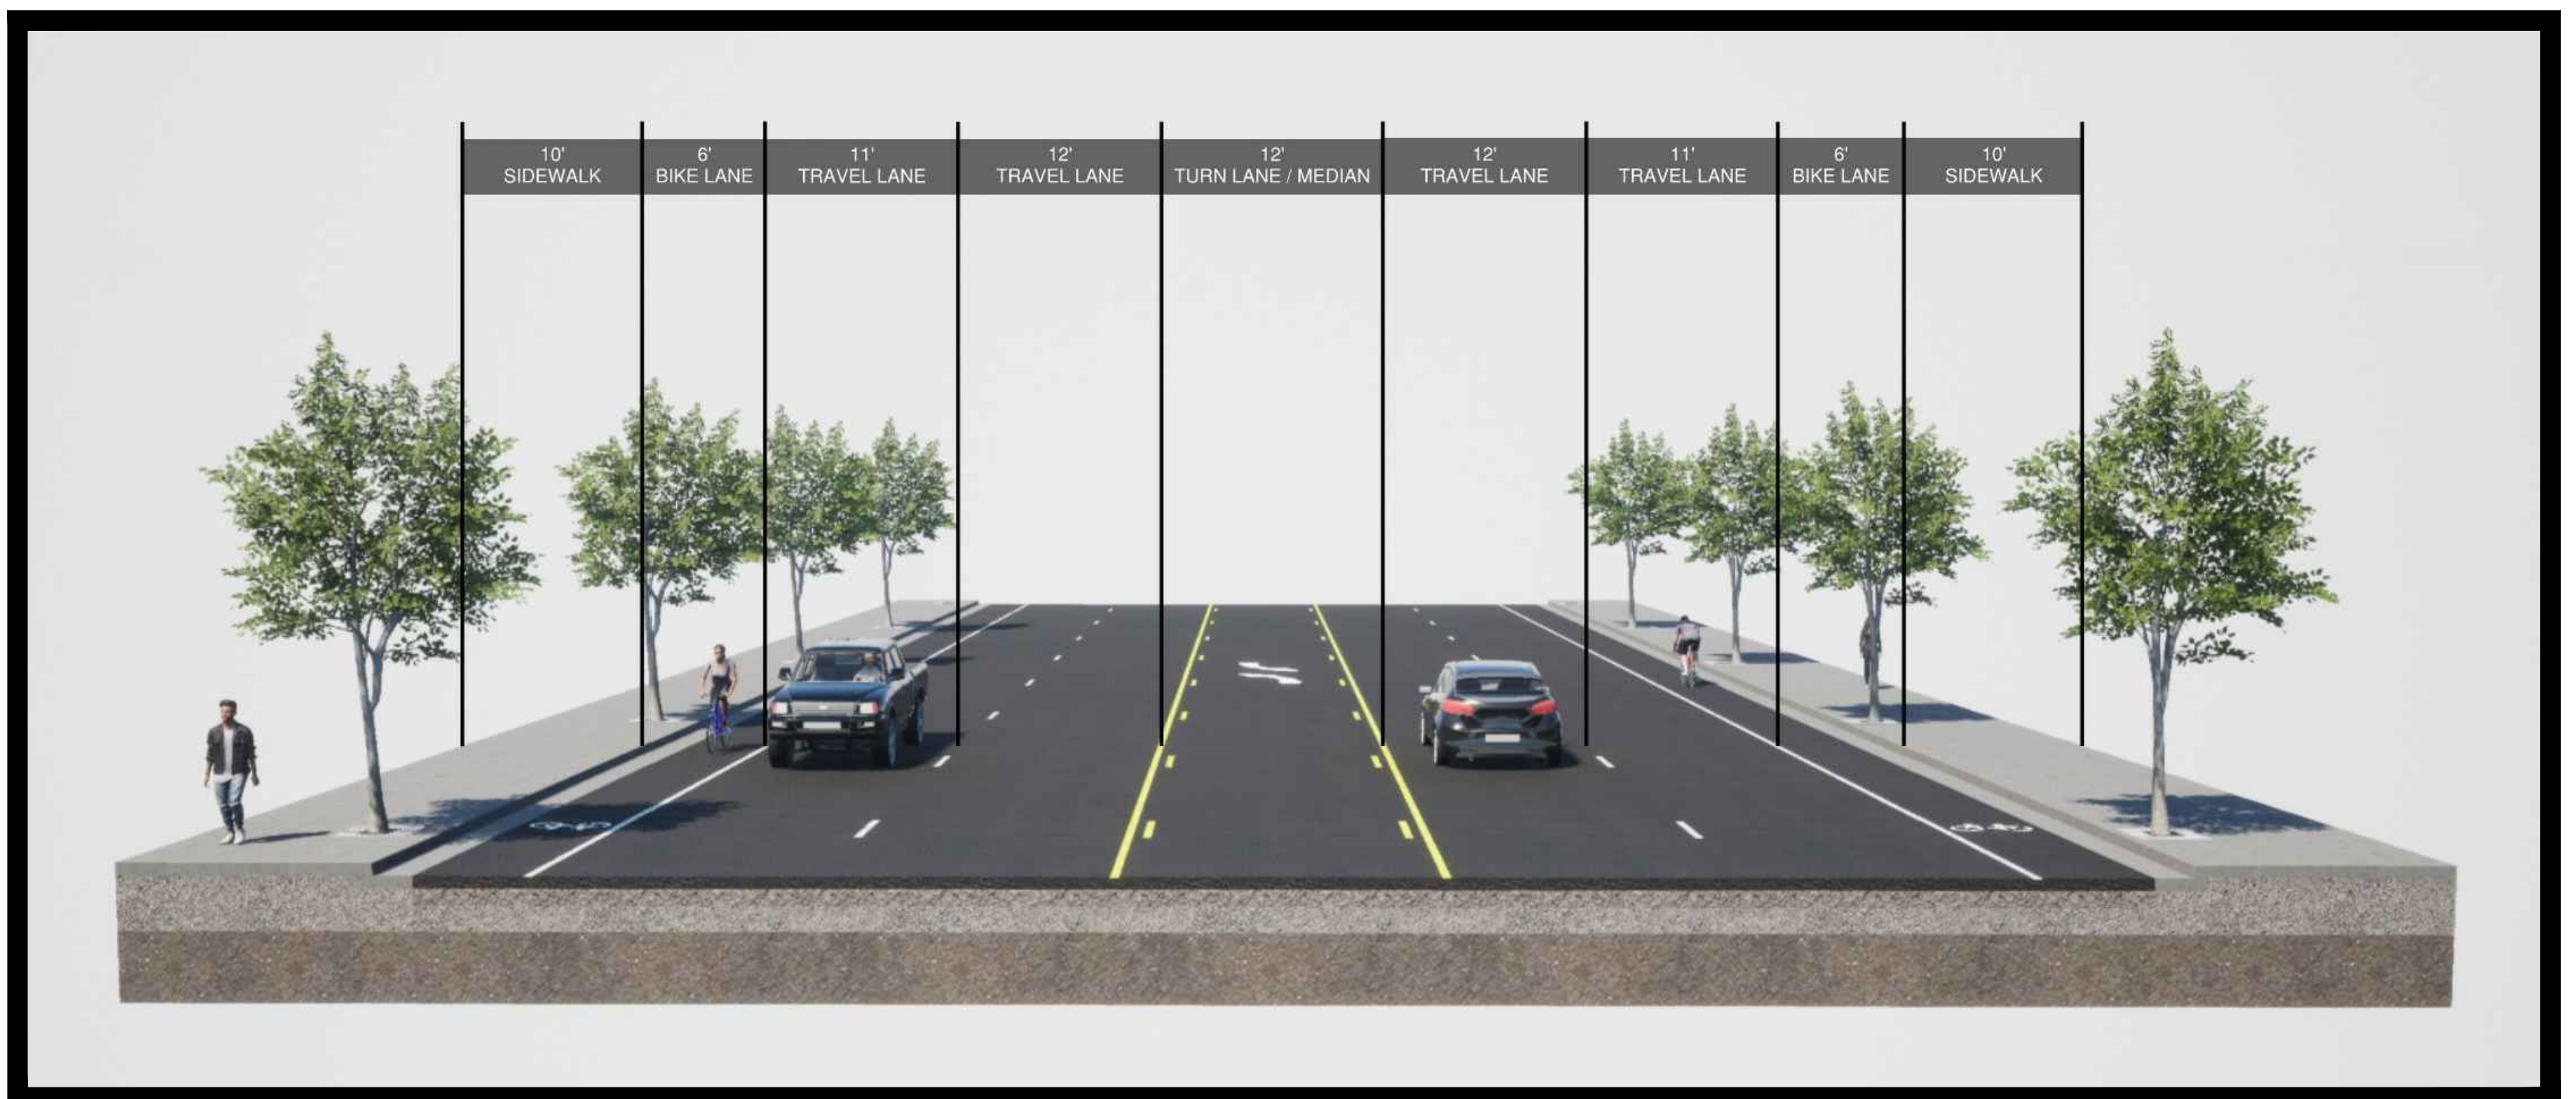 10'
SIDEWALK
6'
BIKE LANE
11'
TRAVEL LANE
12'
TRAVEL LANE
12'
TURN LANE / MEDIAN
12'
TRAVEL LANE
11'
TRAVEL LANE
6'
BIKE LANE
10'
SIDEWALK